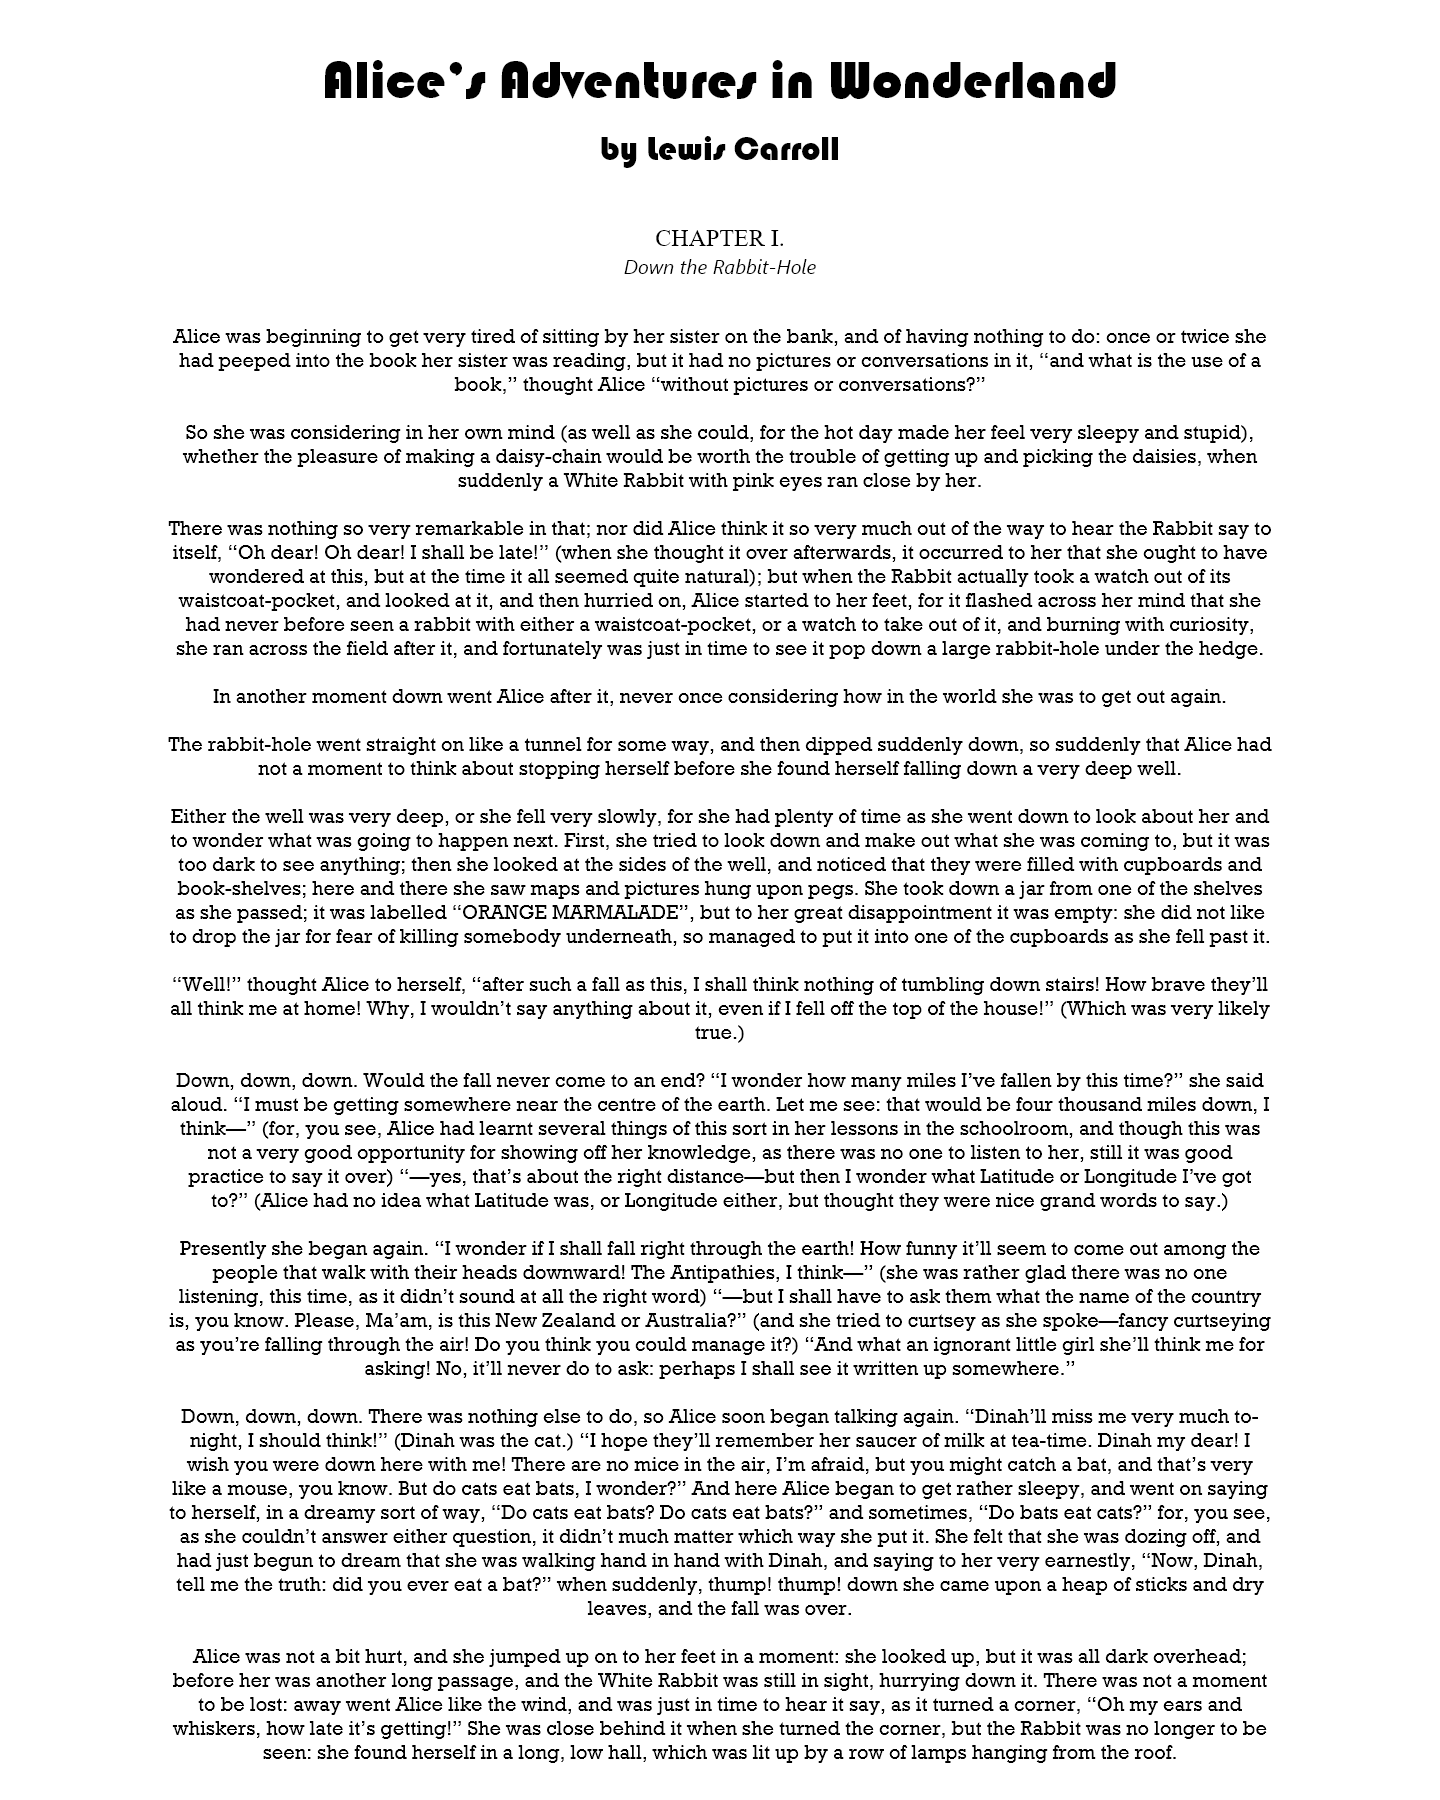 Alice’s Adventures in Wonderland
by Lewis Carroll
CHAPTER I.
Down the Rabbit-Hole
Alice was beginning to get very tired of sitting by her sister on the bank, and of having nothing to do: once or twice she
had peeped into the book her sister was reading, but it had no pictures or conversations in it, “and what is the use of a
book,” thought Alice “without pictures or conversations?”
So she was considering in her own mind (as well as she could, for the hot day made her feel very sleepy and stupid),
whether the pleasure of making a daisy-chain would be worth the trouble of getting up and picking the daisies, when
suddenly a White Rabbit with pink eyes ran close by her.
There was nothing so very remarkable in that; nor did Alice think it so very much out of the way to hear the Rabbit say to
itself, “Oh dear! Oh dear! I shall be late!” (when she thought it over afterwards, it occurred to her that she ought to have
wondered at this, but at the time it all seemed quite natural); but when the Rabbit actually took a watch out of its
waistcoat-pocket, and looked at it, and then hurried on, Alice started to her feet, for it flashed across her mind that she
had never before seen a rabbit with either a waistcoat-pocket, or a watch to take out of it, and burning with curiosity,
she ran across the field after it, and fortunately was just in time to see it pop down a large rabbit-hole under the hedge.
In another moment down went Alice after it, never once considering how in the world she was to get out again.
The rabbit-hole went straight on like a tunnel for some way, and then dipped suddenly down, so suddenly that Alice had
not a moment to think about stopping herself before she found herself falling down a very deep well.
Either the well was very deep, or she fell very slowly, for she had plenty of time as she went down to look about her and
to wonder what was going to happen next. First, she tried to look down and make out what she was coming to, but it was
too dark to see anything; then she looked at the sides of the well, and noticed that they were filled with cupboards and
book-shelves; here and there she saw maps and pictures hung upon pegs. She took down a jar from one of the shelves
as she passed; it was labelled “ORANGE MARMALADE”, but to her great disappointment it was empty: she did not like
to drop the jar for fear of killing somebody underneath, so managed to put it into one of the cupboards as she fell past it.
“Well!” thought Alice to herself, “after such a fall as this, I shall think nothing of tumbling down stairs! How brave they’ll
all think me at home! Why, I wouldn’t say anything about it, even if I fell off the top of the house!” (Which was very likely
true.)
Down, down, down. Would the fall never come to an end? “I wonder how many miles I’ve fallen by this time?” she said
aloud. “I must be getting somewhere near the centre of the earth. Let me see: that would be four thousand miles down, I
think—” (for, you see, Alice had learnt several things of this sort in her lessons in the schoolroom, and though this was
not a very good opportunity for showing off her knowledge, as there was no one to listen to her, still it was good
practice to say it over) “—yes, that’s about the right distance—but then I wonder what Latitude or Longitude I’ve got
to?” (Alice had no idea what Latitude was, or Longitude either, but thought they were nice grand words to say.)
Presently she began again. “I wonder if I shall fall right through the earth! How funny it’ll seem to come out among the
people that walk with their heads downward! The Antipathies, I think—” (she was rather glad there was no one
listening, this time, as it didn’t sound at all the right word) “—but I shall have to ask them what the name of the country
is, you know. Please, Ma’am, is this New Zealand or Australia?” (and she tried to curtsey as she spoke—fancy curtseying
as you’re falling through the air! Do you think you could manage it?) “And what an ignorant little girl she’ll think me for
asking! No, it’ll never do to ask: perhaps I shall see it written up somewhere.”
Down, down, down. There was nothing else to do, so Alice soon began talking again. “Dinah’ll miss me very much to-
night, I should think!” (Dinah was the cat.) “I hope they’ll remember her saucer of milk at tea-time. Dinah my dear! I
wish you were down here with me! There are no mice in the air, I’m afraid, but you might catch a bat, and that’s very
like a mouse, you know. But do cats eat bats, I wonder?” And here Alice began to get rather sleepy, and went on saying
to herself, in a dreamy sort of way, “Do cats eat bats? Do cats eat bats?” and sometimes, “Do bats eat cats?” for, you see,
as she couldn’t answer either question, it didn’t much matter which way she put it. She felt that she was dozing off, and
had just begun to dream that she was walking hand in hand with Dinah, and saying to her very earnestly, “Now, Dinah,
tell me the truth: did you ever eat a bat?” when suddenly, thump! thump! down she came upon a heap of sticks and dry
leaves, and the fall was over.
Alice was not a bit hurt, and she jumped up on to her feet in a moment: she looked up, but it was all dark overhead;
before her was another long passage, and the White Rabbit was still in sight, hurrying down it. There was not a moment
to be lost: away went Alice like the wind, and was just in time to hear it say, as it turned a corner, “Oh my ears and
whiskers, how late it’s getting!” She was close behind it when she turned the corner, but the Rabbit was no longer to be
seen: she found herself in a long, low hall, which was lit up by a row of lamps hanging from the roof.